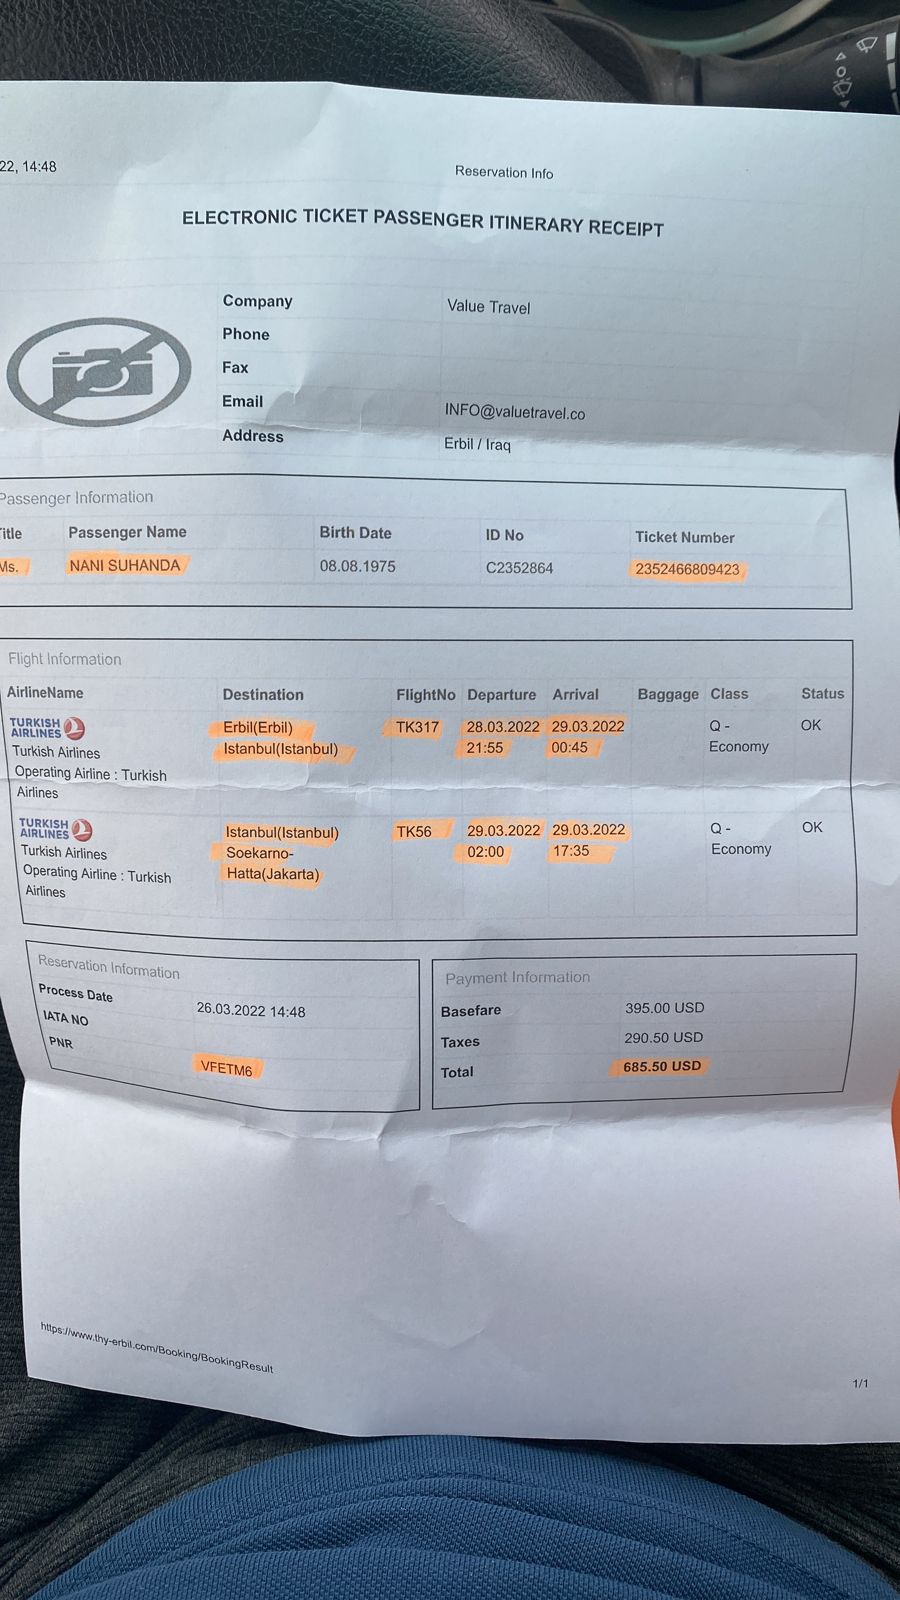 22, 14:48
Reservation Info
ELECTRONIC TICKET PASSENGER ITINERARY RECEIPT
Company Value Travel
Phone
Fax
Email INFO@valuetravel.co
Address Erbil / Iraq
Passenger Information
Title Passenger Name Birth Date ID No Ticket Number
Ms. NANI SUHANDA 08.08.1975 C2352864 2352466809423
Flight Information
AirlineName Destination FlightNo Departure Arrival Baggage Class Status
TURKISH AIRLINES Erbil(Erbil) TK317 28.03.2022 29.03.2022 Q - OK
Turkish Airlines Istanbul(Istanbul) 21:55 00:45 Economy
Operating Airline : Turkish
Airlines
TURKISH AIRLINES Istanbul(Istanbul) TK56 29.03.2022 29.03.2022 Q - OK
Turkish Airlines Soekarno- 02:00 17:35 Economy
Operating Airline : Turkish Hatta(Jakarta)
Airlines
Reservation Information
Process Date 26.03.2022 14:48
IATA NO
PNR VFETM6
Payment Information
Basefare 395.00 USD
Taxes 290.50 USD
Total 685.50 USD
https://www.thy-erbil.com/Booking/BookingResult
1/1